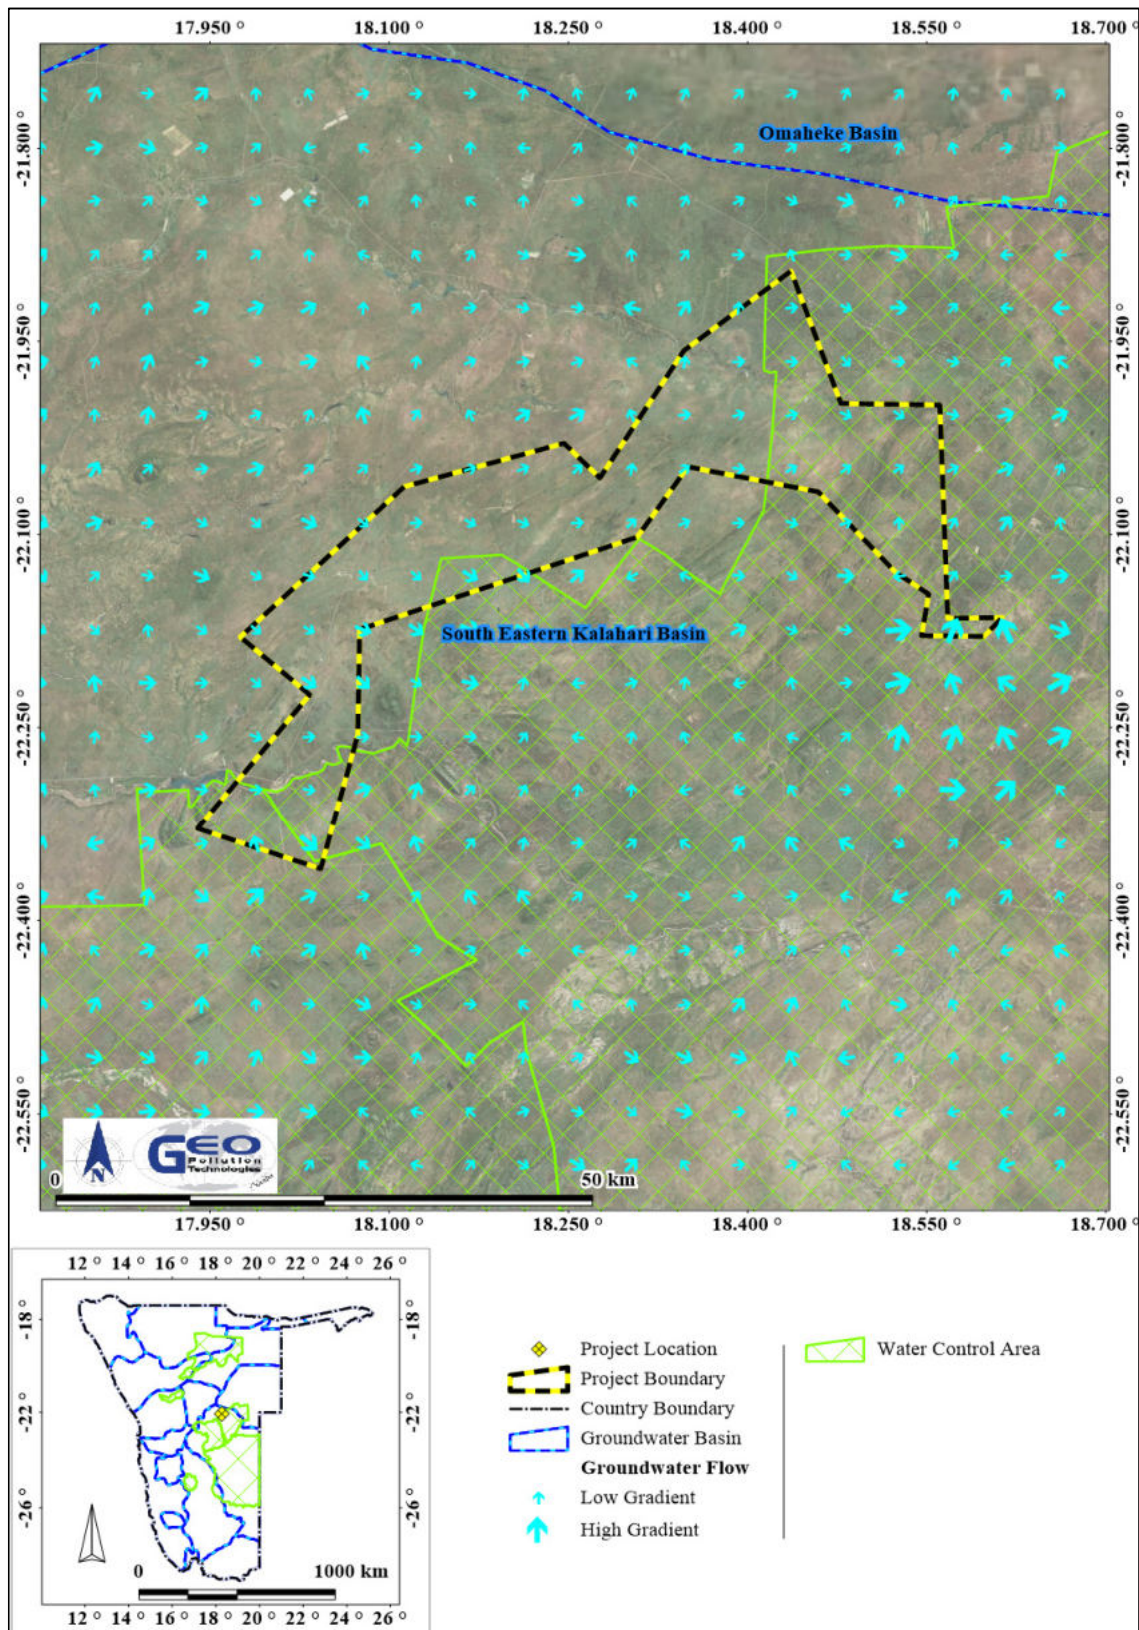 17.950 ° 18.100 ° 18.250 ° 18.400 ° 18.550 ° 18.700 °
Omaheke Basin
-21.800 ° -21.800 °
-21.950 ° -21.950 °
-22.100 ° -22.100 °
South Eastern Kalahari Basin
-22.250 ° -22.250 °
-22.400 ° -22.400 °
-22.550 ° -22.550 °
N
GEO
Pollution
Technologies
0 50 km
17.950 ° 18.100 ° 18.250 ° 18.400 ° 18.550 ° 18.700 °
12 ° 14 ° 16 ° 18 ° 20 ° 22 ° 24 ° 26 °
-18 ° -18 °
-22 ° -22 °
-26 ° -26 °
0 1000 km
12 ° 14 ° 16 ° 18 ° 20 ° 22 ° 24 ° 26 °
Project Location
Project Boundary
Country Boundary
Groundwater Basin
Groundwater Flow
Low Gradient
High Gradient
Water Control Area